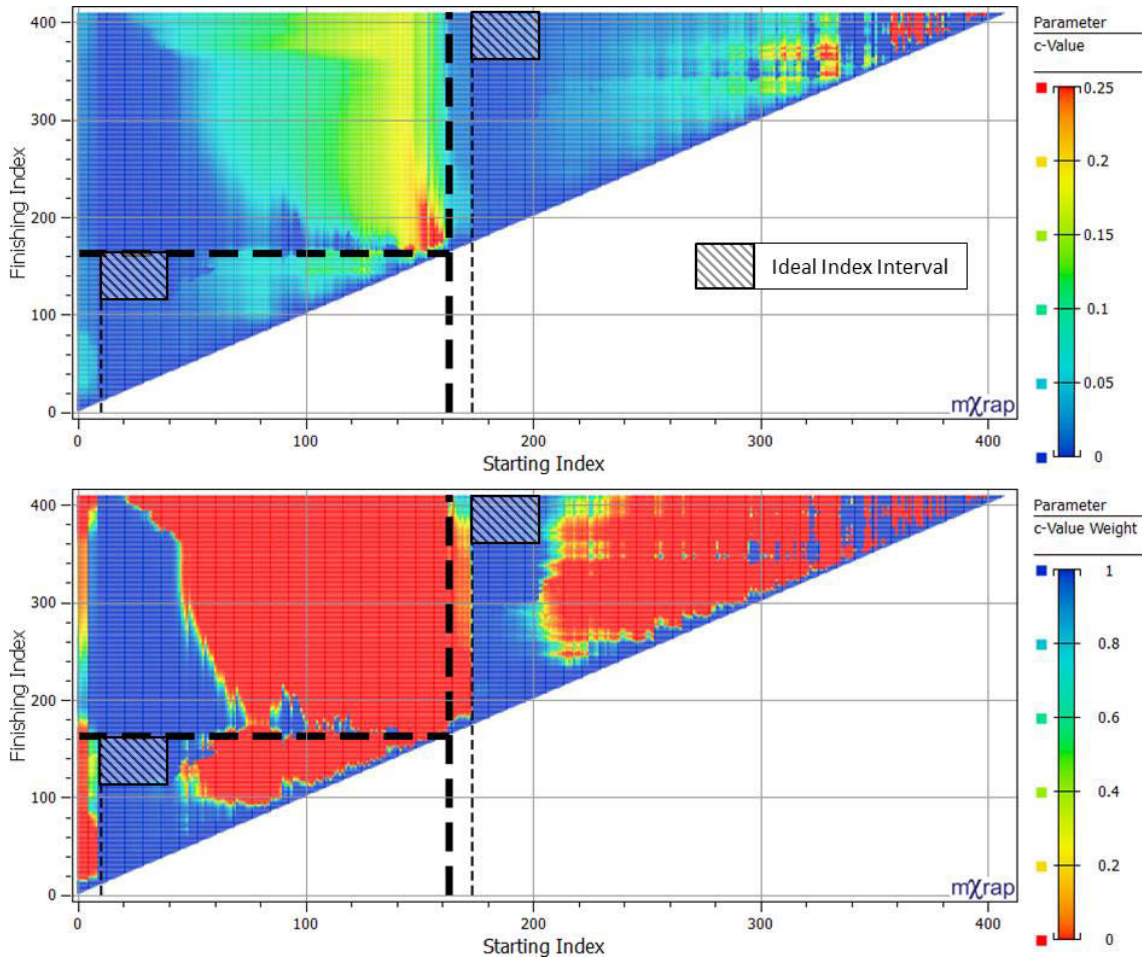 Parameter
c-Value
400
300
200
100
0
Finishing Index
0
100
200
300
400
Starting Index
Ideal Index Interval
mχrap
0.25
0.2
0.15
0.1
0.05
0
Parameter
c-Value Weight
400
300
200
100
0
Finishing Index
0
100
200
300
400
Starting Index
mχrap
1
0.8
0.6
0.4
0.2
0